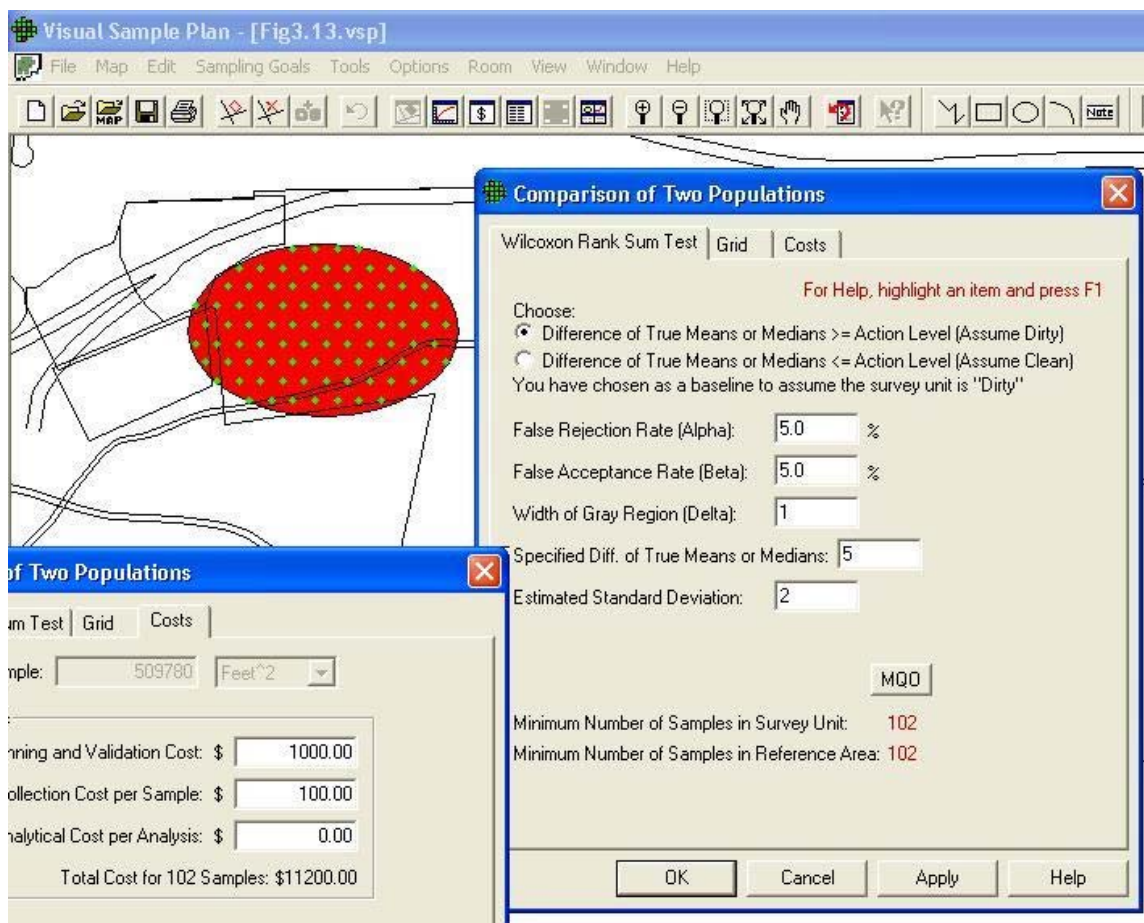 Visual Sample Plan - [Fig3.13.vsp]
File Map Edit Sampling Goals Tools Options Room View Window Help
MAP $ Note
Comparison of Two Populations
Wilcoxon Rank Sum Test Grid Costs
For Help, highlight an item and press F1
Choose:
Difference of True Means or Medians >= Action Level (Assume Dirty)
Difference of True Means or Medians <= Action Level (Assume Clean)
You have chosen as a baseline to assume the survey unit is "Dirty"
False Rejection Rate (Alpha): 5.0 %
False Acceptance Rate (Beta): 5.0 %
Width of Gray Region (Delta): 1
Specified Diff. of True Means or Medians: 5
Estimated Standard Deviation: 2
MQO
Minimum Number of Samples in Survey Unit: 102
Minimum Number of Samples in Reference Area: 102
OK Cancel Apply Help
of Two Populations
um Test Grid Costs
mple: 509780 Feet^2
nning and Validation Cost: $ 1000.00
ollection Cost per Sample: $ 100.00
nalytical Cost per Analysis: $ 0.00
Total Cost for 102 Samples: $11200.00